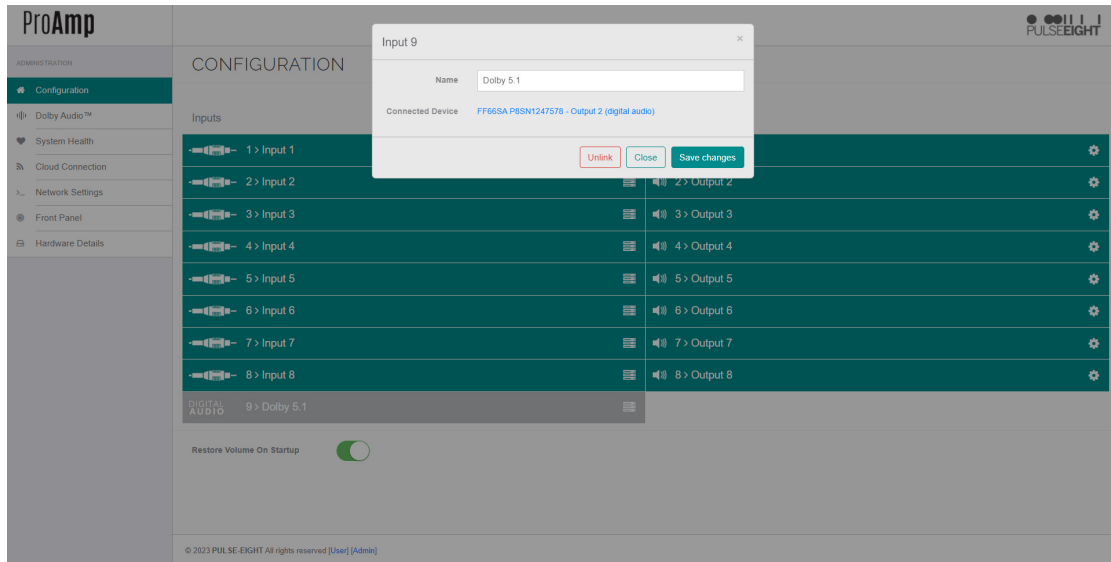 ProAmp
PULSEEIGHT
ADMINISTRATION
Configuration
Dolby Audio™
System Health
Cloud Connection
Network Settings
Front Panel
Hardware Details
CONFIGURATION
Input 9
×
Name
Dolby 5.1
Connected Device
FF66SA P8SN1247578 - Output 2 (digital audio)
Unlink
Close
Save changes
Inputs
1 > Input 1
2 > Input 2
2 > Output 2
3 > Input 3
3 > Output 3
4 > Input 4
4 > Output 4
5 > Input 5
5 > Output 5
6 > Input 6
6 > Output 6
7 > Input 7
7 > Output 7
8 > Input 8
8 > Output 8
DIGITAL AUDIO
9 > Dolby 5.1
Restore Volume On Startup
© 2023 PULSE-EIGHT All rights reserved [User] [Admin]